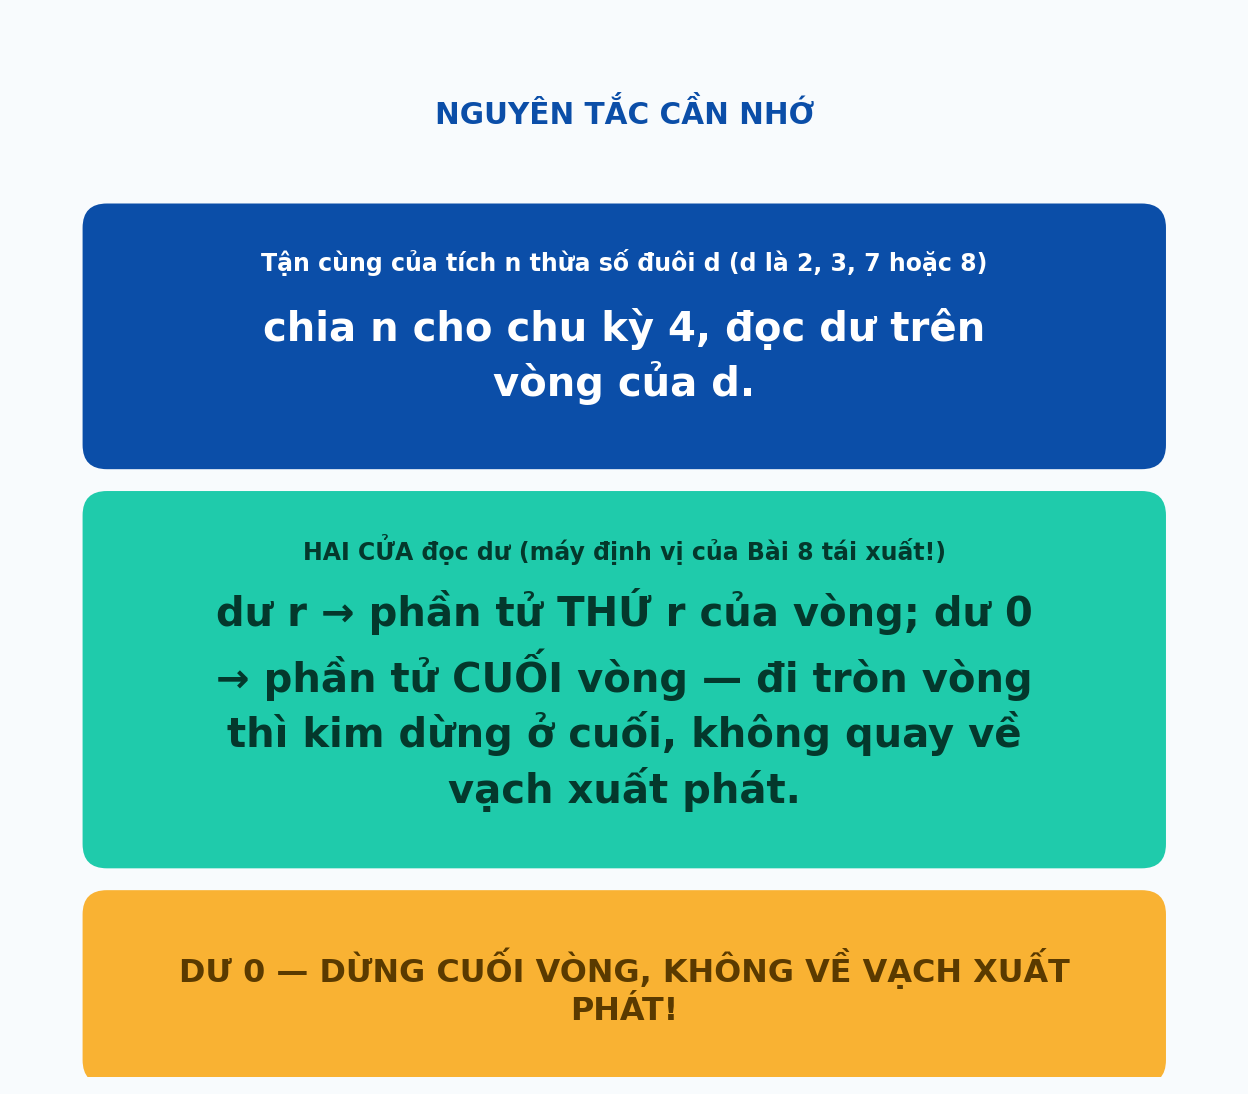 NGUYÊN TẮC CẦN NHỚ
Tận cùng của tích n thừa số đuôi d (d là 2, 3, 7 hoặc 8)
chia n cho chu kỳ 4, đọc dư trên
vòng của d.
HAI CỬA đọc dư (máy định vị của Bài 8 tái xuất!)
dư r → phần tử THỨ r của vòng; dư 0
→ phần tử CUỐI vòng — đi tròn vòng
thì kim dừng ở cuối, không quay về
vạch xuất phát.
DƯ 0 — DỪNG CUỐI VÒNG, KHÔNG VỀ VẠCH XUẤT
PHÁT!